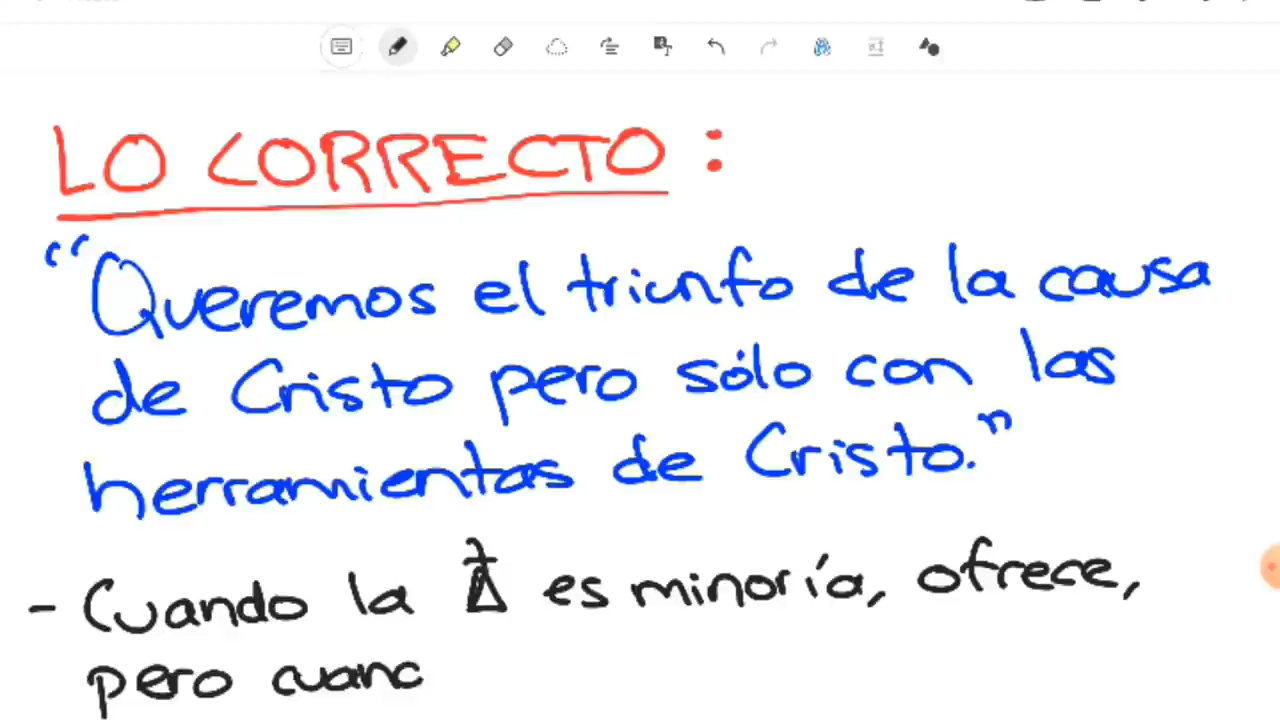 LO CORRECTO:
“Queremos el triunfo de la causa
de Cristo pero sólo con las
herramientas de Cristo.”
- Cuando la es minoría, ofrece,
pero cuanc